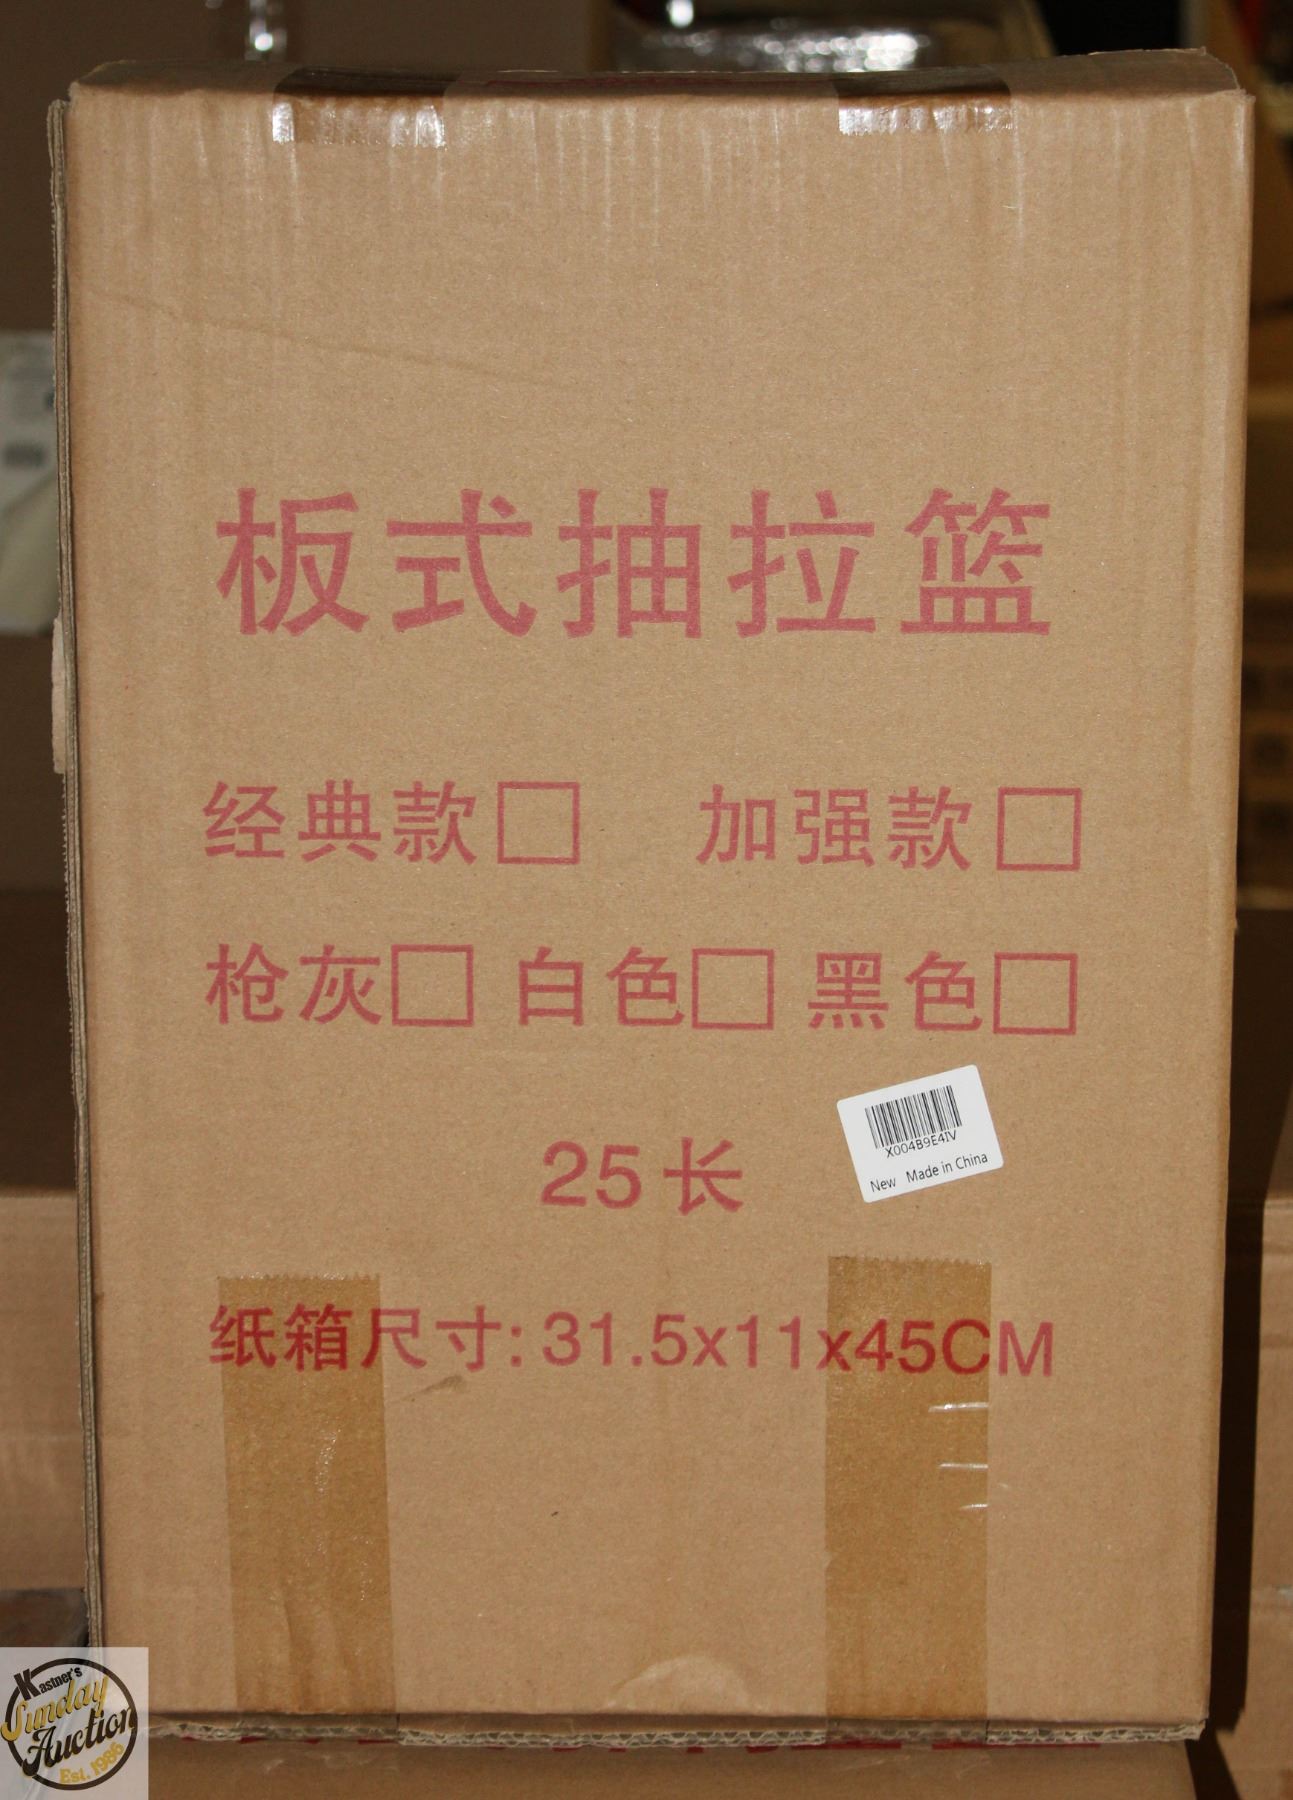 板式抽拉篮
经典款□ 加强款□
枪灰□ 白色□ 黑色□
25长
X004B9E4IV
New Made in China
纸箱尺寸:31.5x11x45CM
Kastner's
Sunday
Auction
Est. 1986